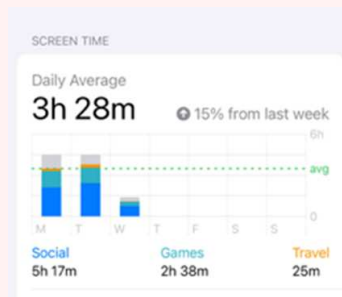 SCREEN TIME
Daily Average
3h 28m
15% from last week
6h
avg
0
M T W T F S S
Social Games Travel
5h 17m 2h 38m 25m